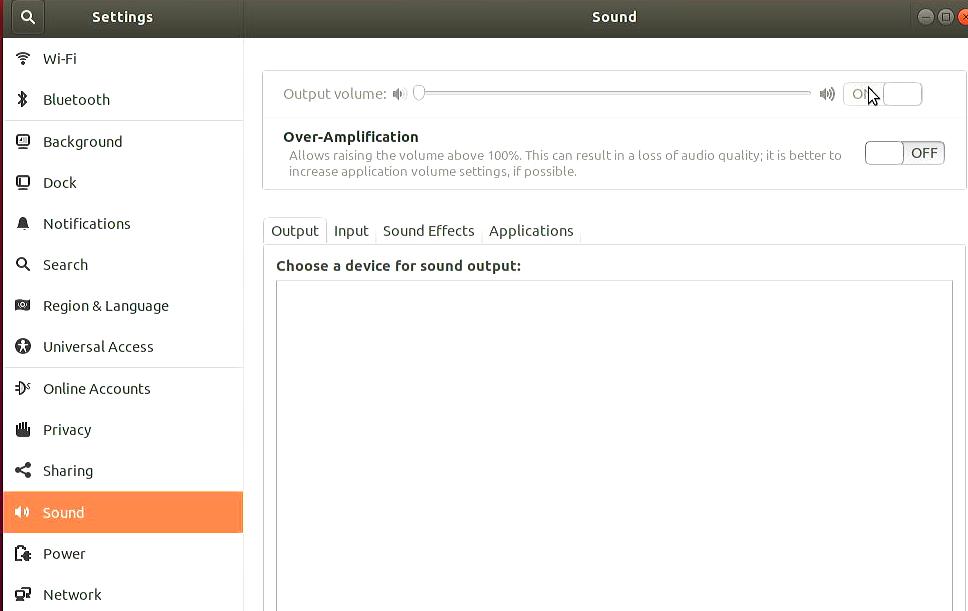 Settings
Sound
Wi-Fi
Bluetooth
Background
Dock
Notifications
Search
Region & Language
Universal Access
Online Accounts
Privacy
Sharing
Sound
Power
Network
Output volume:
Over-Amplification
OFF
Allows raising the volume above 100%. This can result in a loss of audio quality; it is better to
increase application volume settings, if possible.
Output Input Sound Effects Applications
Choose a device for sound output: